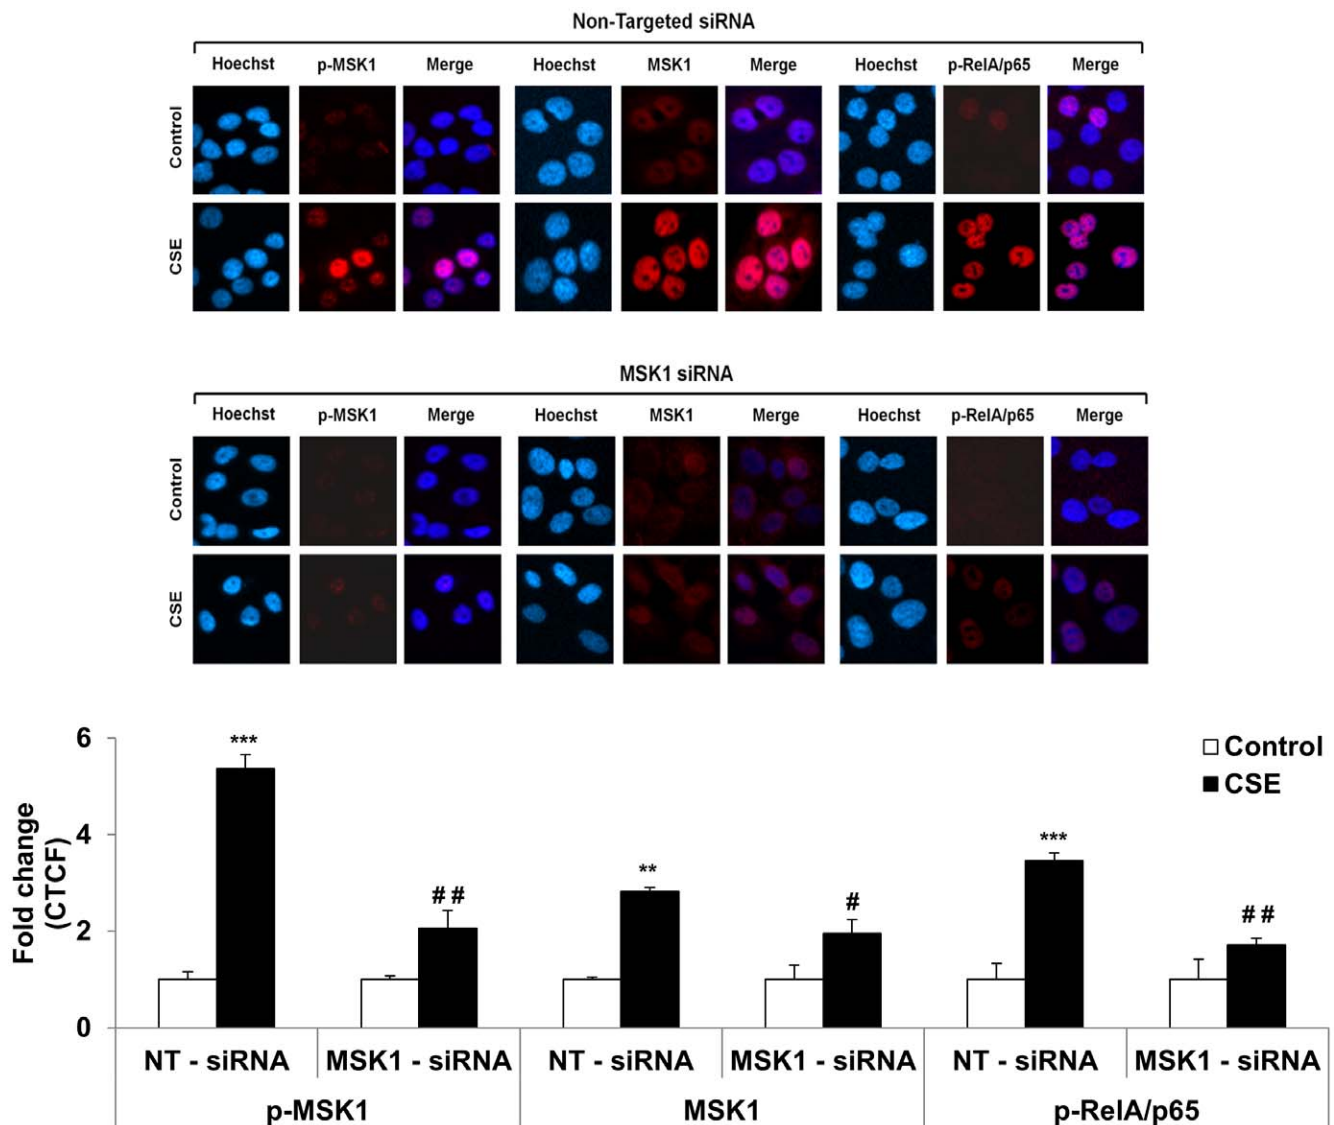 Non-Targeted siRNA
Hoechst p-MSK1 Merge Hoechst MSK1 Merge Hoechst p-RelA/p65 Merge
Control
CSE
MSK1 siRNA
Hoechst p-MSK1 Merge Hoechst MSK1 Merge Hoechst p-RelA/p65 Merge
Control
CSE
Fold change
(CTCF)
6
4
2
0
*** ## ** # *** ##
Control
CSE
NT - siRNA MSK1 - siRNA NT - siRNA MSK1 - siRNA NT - siRNA MSK1 - siRNA
p-MSK1 MSK1 p-RelA/p65